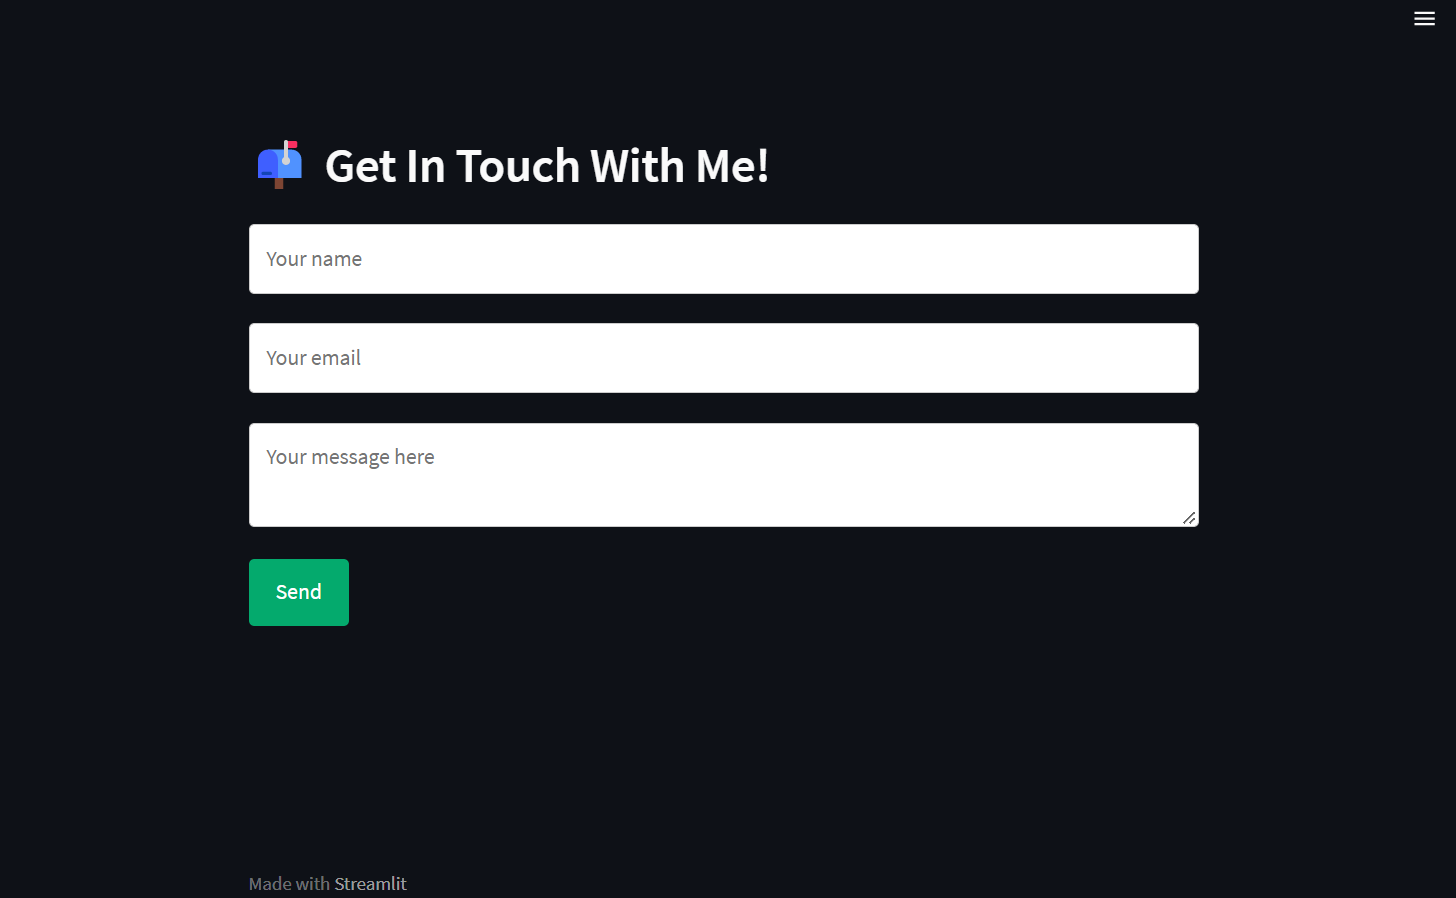 Get In Touch With Me!
Your name
Your email
Your message here
Send
Made with Streamlit